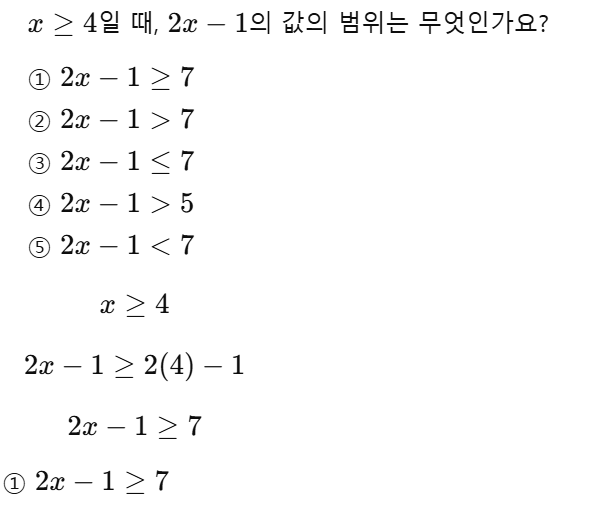 x ≥ 4일 때, 2x − 1의 값의 범위는 무엇인가요?
① 2x − 1 ≥ 7
② 2x − 1 > 7
③ 2x − 1 ≤ 7
④ 2x − 1 > 5
⑤ 2x − 1 < 7
x ≥ 4
2x − 1 ≥ 2(4) − 1
2x − 1 ≥ 7
① 2x − 1 ≥ 7